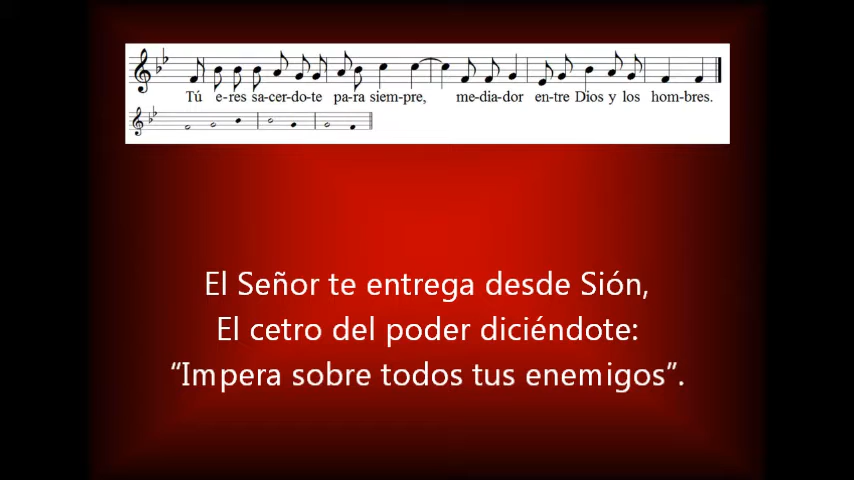 Tú e-res sa-cer-do-te pa-ra siem-pre, me-dia-dor en-tre Dios y los hom-bres.
El Señor te entrega desde Sión,
El cetro del poder diciéndote:
“Impera sobre todos tus enemigos”.